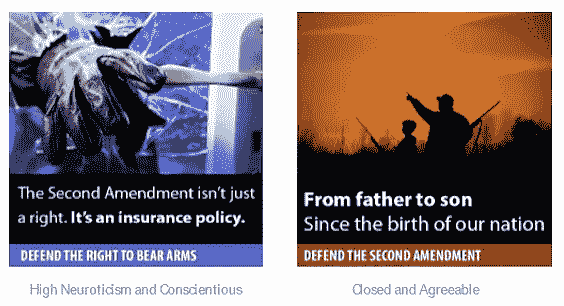 The Second Amendment isn't just
a right. It's an insurance policy.
DEFEND THE RIGHT TO BEAR ARMS
High Neuroticism and Conscientious
From father to son
Since the birth of our nation
DEFEND THE SECOND AMENDMENT
Closed and Agreeable